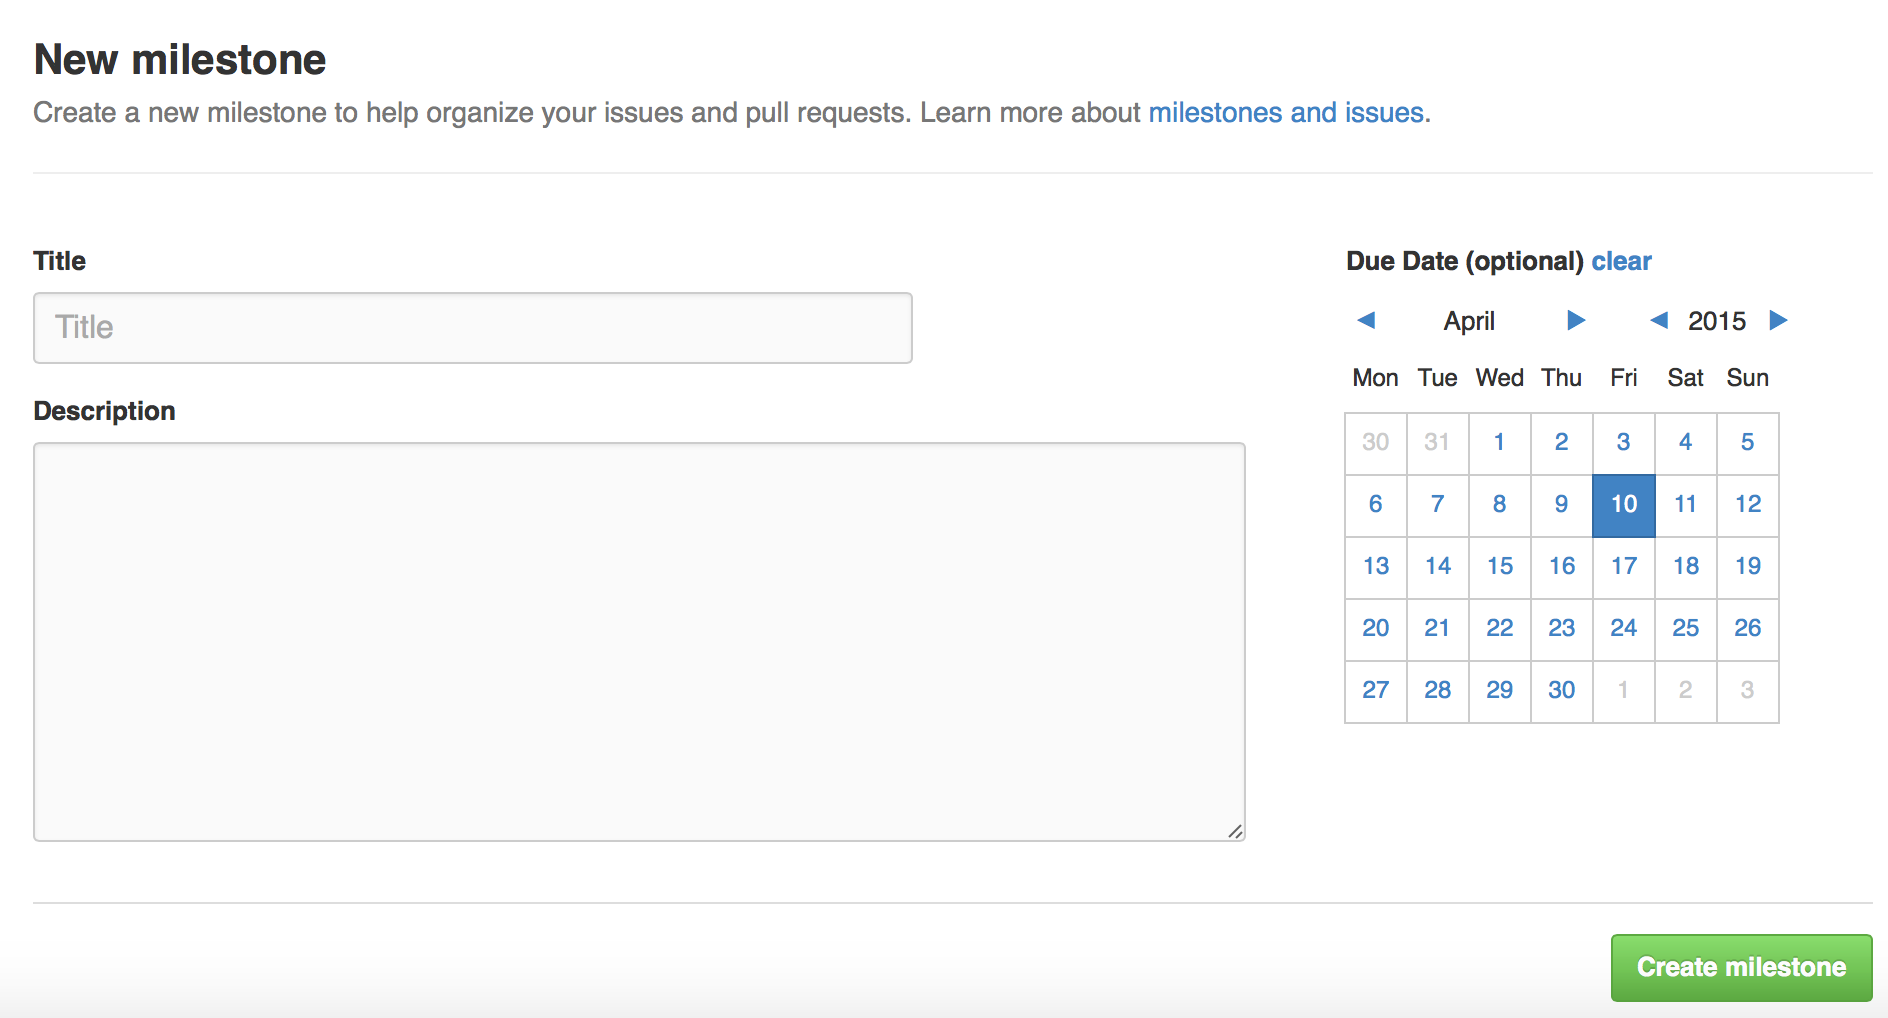 New milestone
Create a new milestone to help organize your issues and pull requests. Learn more about milestones and issues.
Title
Title
Description
Due Date (optional) clear
◀ April ▶ ◀ 2015 ▶
Mon Tue Wed Thu Fri Sat Sun
30 31 1 2 3 4 5
6 7 8 9 10 11 12
13 14 15 16 17 18 19
20 21 22 23 24 25 26
27 28 29 30 1 2 3
Create milestone